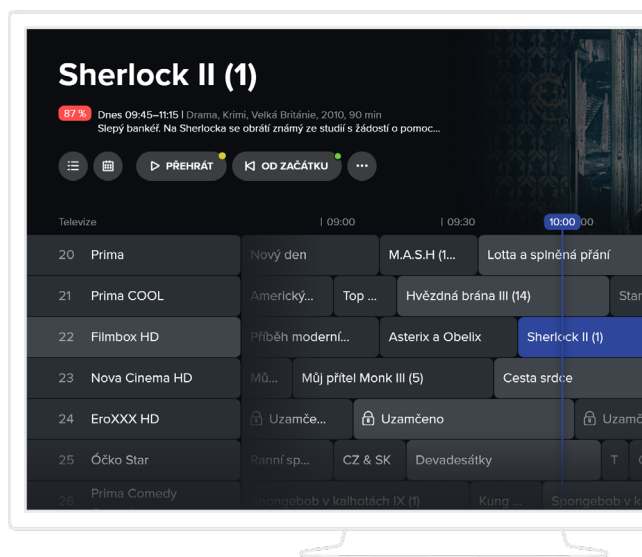 Sherlock II (1)
87 % Dnes 09:45–11:15 | Drama, Krimi, Velká Británie, 2010, 90 min
Slepý bankéř. Na Sherlocka se obrátí známý ze studií s žádostí o pomoc...
PŘEHRÁT OD ZAČÁTKU
Televize 09:00 09:30 10:00 00
20 Prima Nový den M.A.S.H (1... Lotta a splněná přání
21 Prima COOL Americký... Top ... Hvězdná brána III (14) Star
22 Filmbox HD Příběh moderní... Asterix a Obelix Sherlock II (1)
23 Nova Cinema HD Mů... Můj přítel Monk III (5) Cesta srdce
24 EroXXX HD Uzamče... Uzamčeno Uzamč
25 Óčko Star Ranní sp... CZ & SK Devadesátky T
26 Prima Comedy Spongebob v kalhotách IX (1) Kung ... Spongebob v k